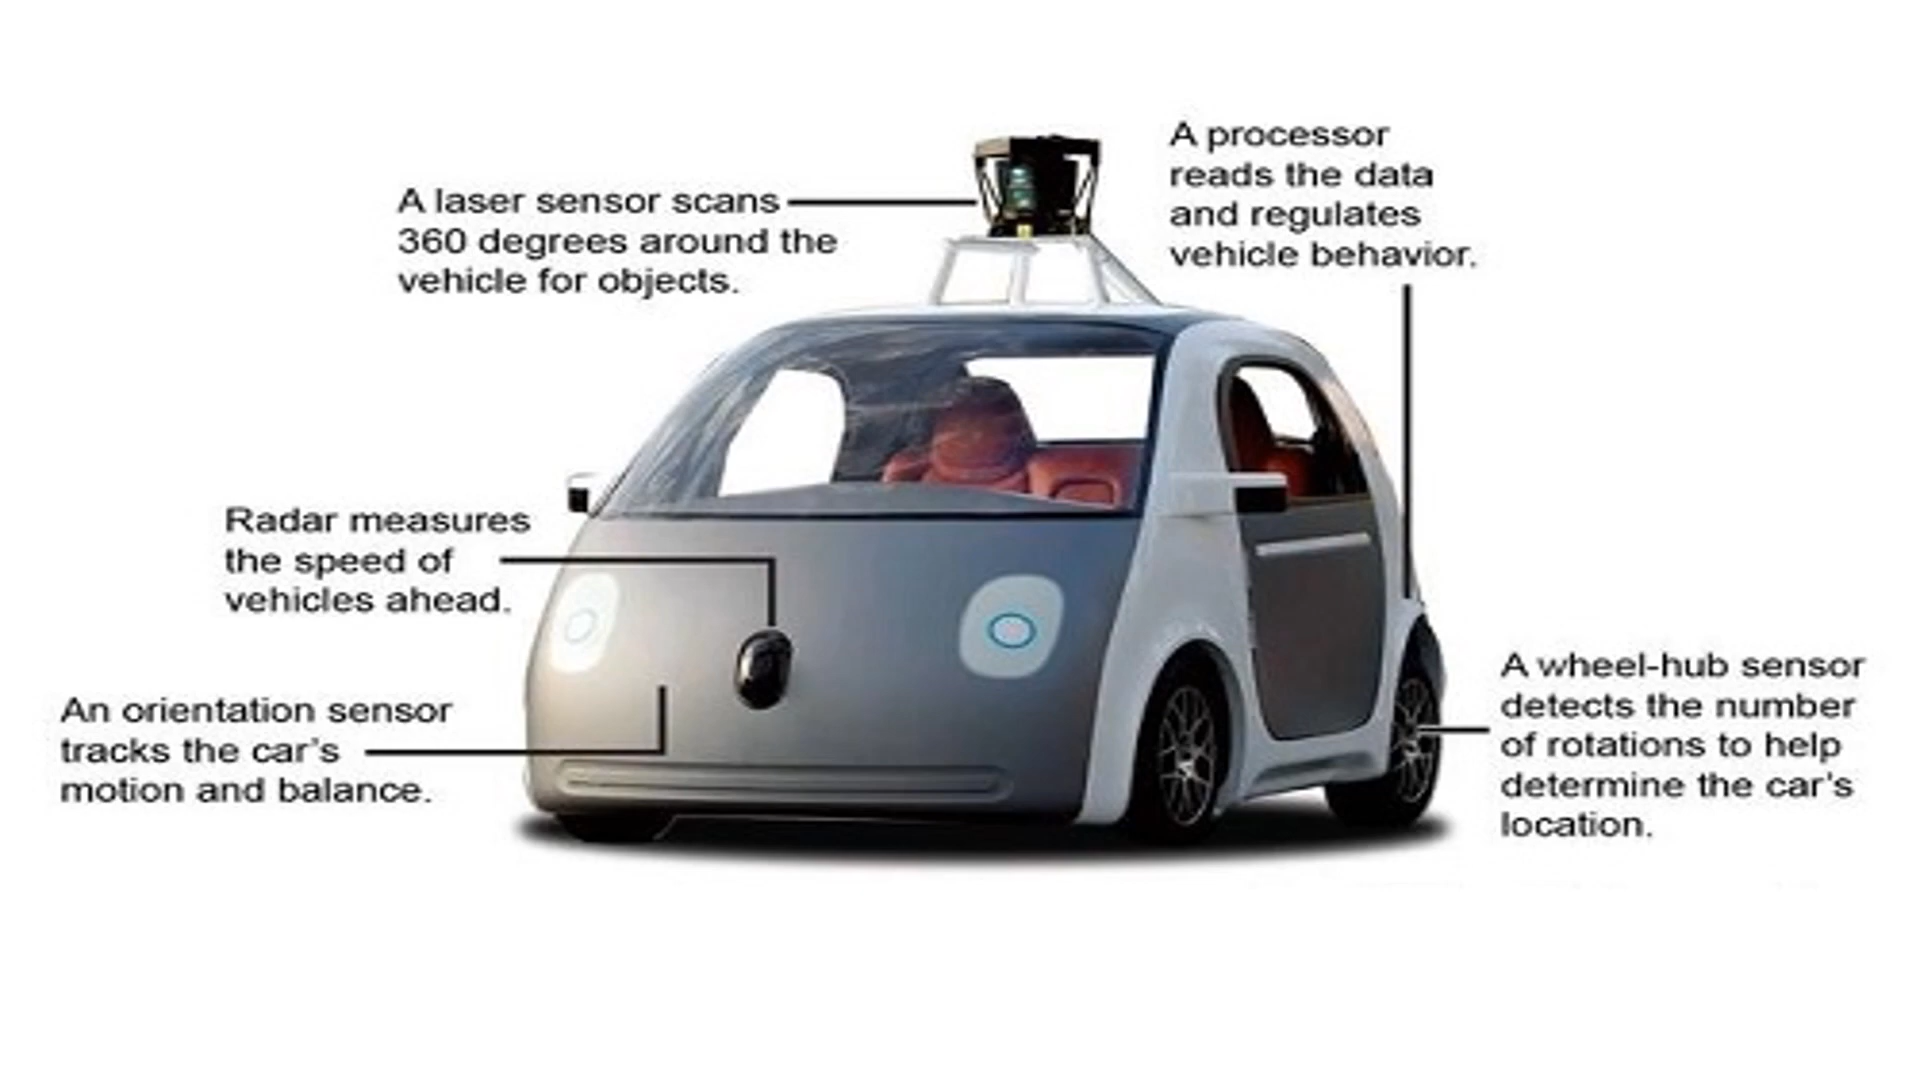 A laser sensor scans
360 degrees around the
vehicle for objects.
A processor
reads the data
and regulates
vehicle behavior.
Radar measures
the speed of
vehicles ahead.
An orientation sensor
tracks the car's
motion and balance.
A wheel-hub sensor
detects the number
of rotations to help
determine the car's
location.